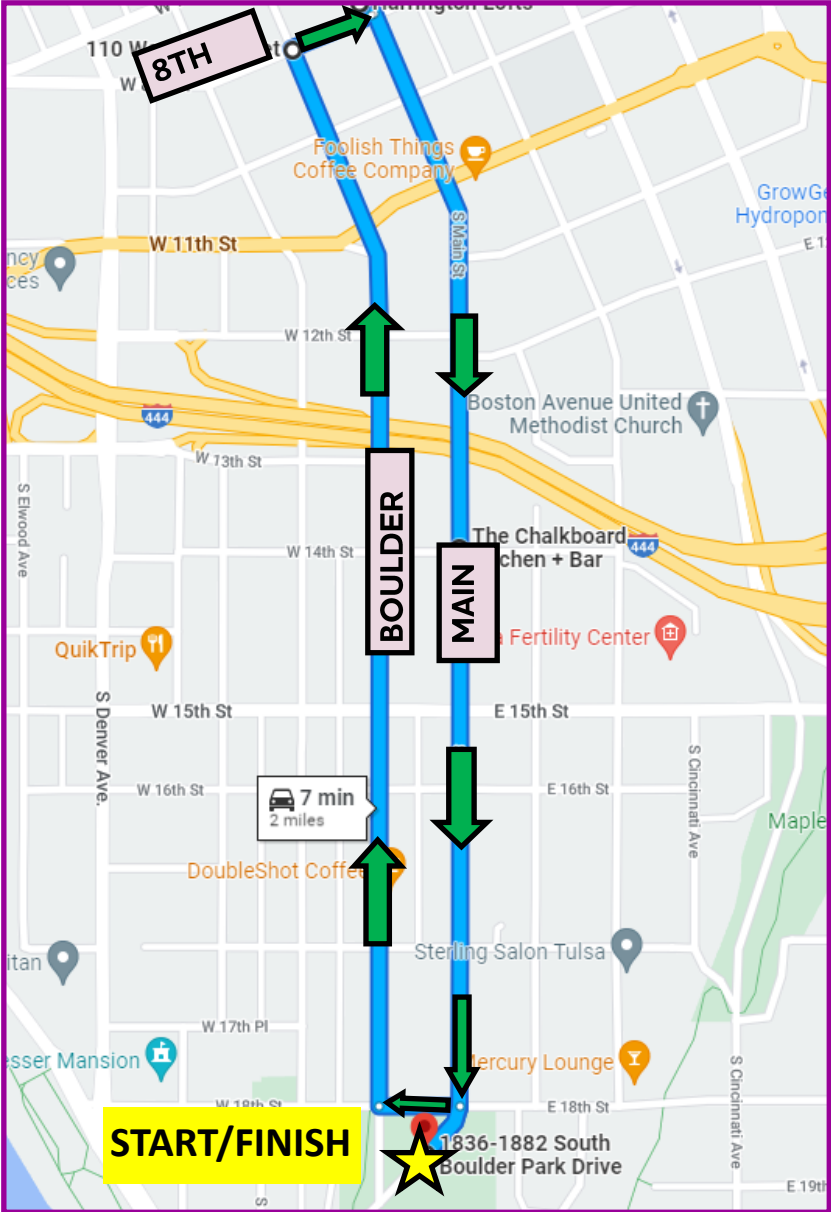 Harrington Lofts
110 W
et
8TH
W 8
Foolish Things
Coffee Company
GrowGe
Hydropon
S Main St
W 11th St
E 1
ncy
ces
W 12th St
444
Boston Avenue United
Methodist Church
W 13th St
S Elwood Ave
BOULDER
The Chalkboard
chen + Bar
444
W 14th St
MAIN
a Fertility Center
QuikTrip
S Denver Ave.
W 15th St
E 15th St
S Cincinnati Ave
W 16th St
7 min
2 miles
E 16th St
Maple
DoubleShot Coffee
itan
Sterling Salon Tulsa
W 17th Pl
esser Mansion
Mercury Lounge
S Cincinnati Ave
W 18th St
E 18th St
START/FINISH
1836-1882 South
Boulder Park Drive
E 19th
S